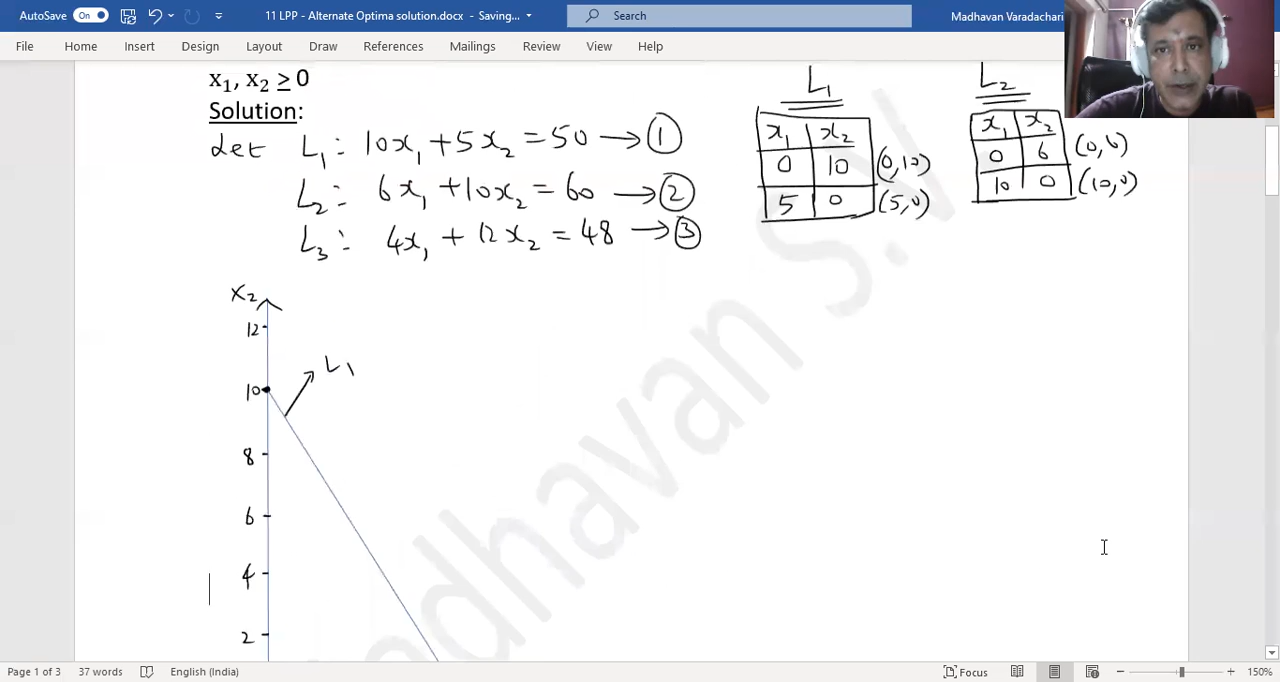 AutoSave On 11 LPP - Alternate Optima solution.docx - Saving... Search Madhavan Varadachari
File Home Insert Design Layout Draw References Mailings Review View Help
x₁, x₂ ≥ 0
Solution:
let L₁: 10x₁ + 5x₂ = 50 → ①
L₂: 6x₁ + 10x₂ = 60 → ②
L₃: 4x₁ + 12x₂ = 48 → ③
L₁
x₁ x₂
0 10 (0,10)
5 0 (5,0)
L₂
x₁ x₂
0 6 (0,6)
10 0 (10,0)
X₂
12
L₁
10
8
6
4
2
Madhavan S.V
Page 1 of 3 37 words English (India) Focus 150%